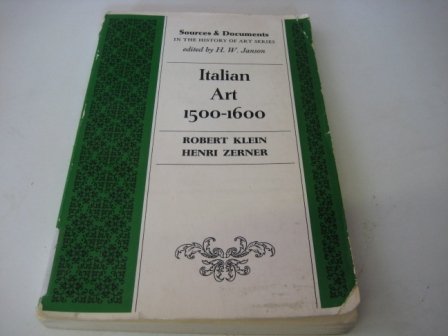 Sources & Documents
IN THE HISTORY OF ART SERIES
edited by H. W. Janson
Italian
Art
1500-1600
ROBERT KLEIN
HENRI ZERNER